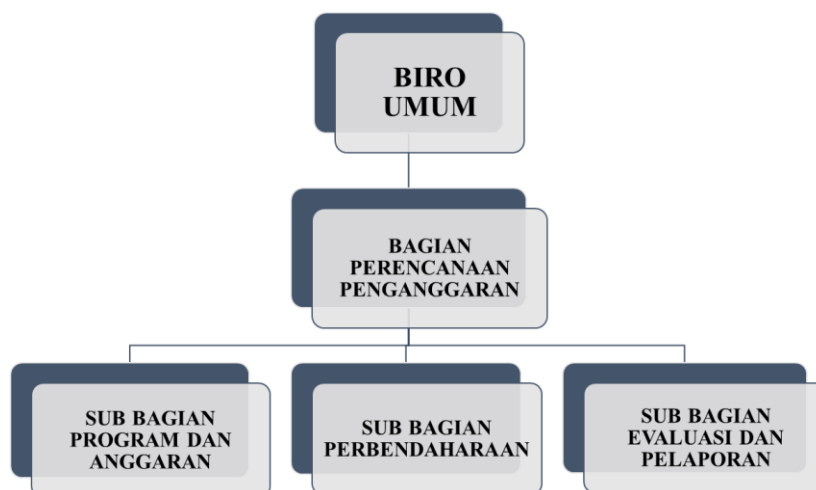 BIRO
UMUM
BAGIAN
PERENCANAAN
PENGANGGARAN
SUB BAGIAN
PROGRAM DAN
ANGGARAN
SUB BAGIAN
PERBENDAHARAAN
SUB BAGIAN
EVALUASI DAN
PELAPORAN